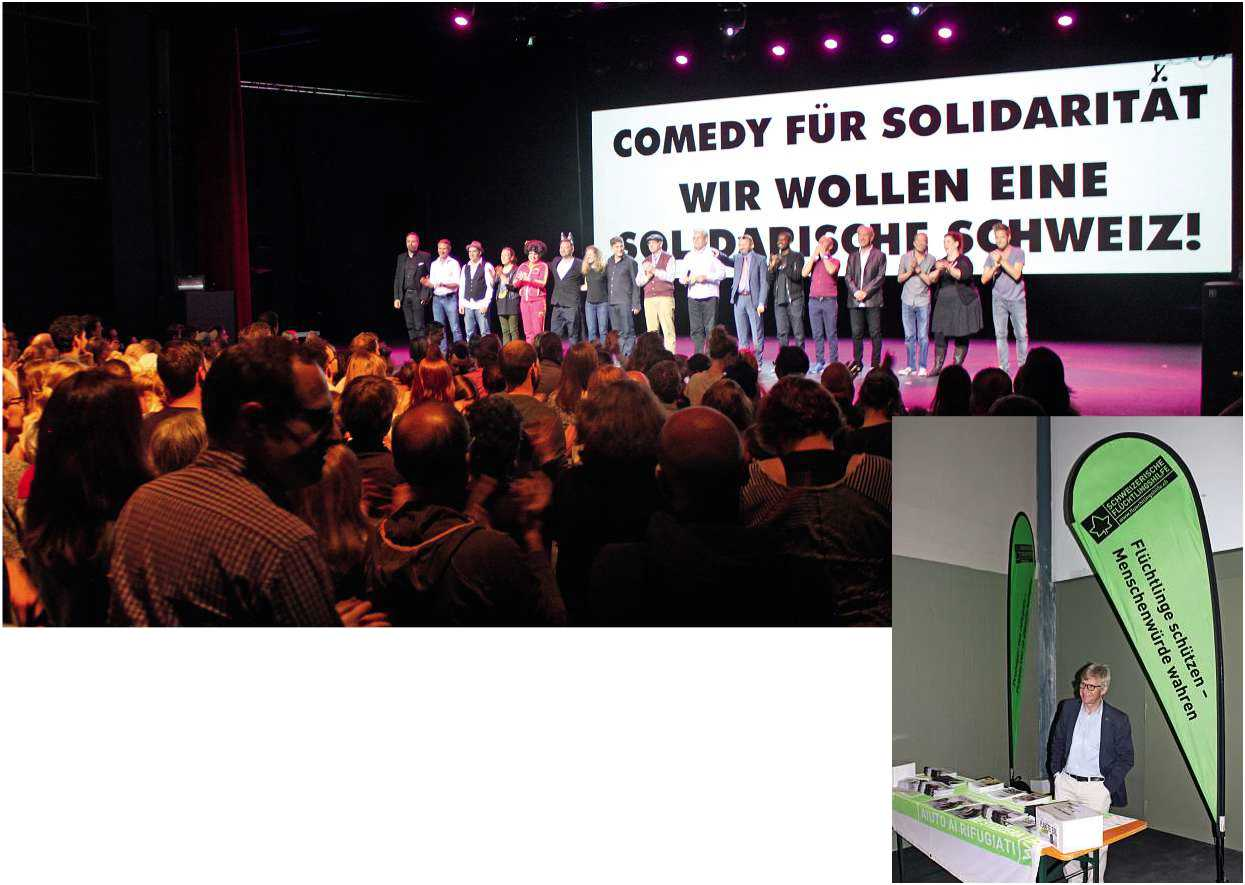 COMEDY FÜR SOLIDARITÄT
WIR WOLLEN EINE
SOLIDARISCHE SCHWEIZ!
SCHWEIZERISCHE
FLÜCHTLINGSHILFE
Flüchtlinge schützen –
Menschenwürde wahren
AIUTO AI RIFUGIATI